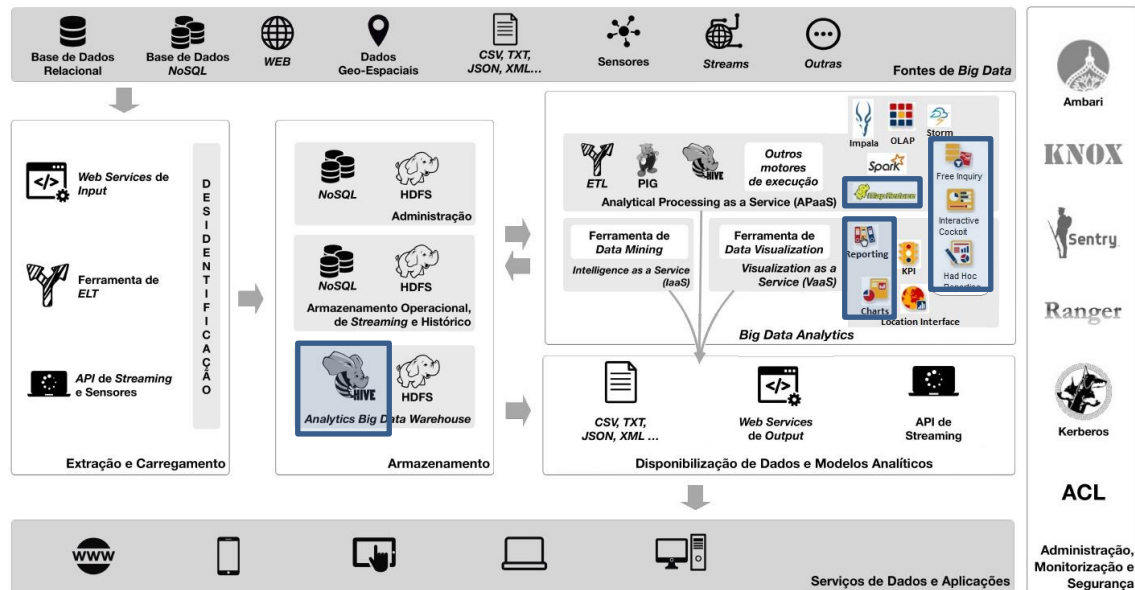 Base de Dados
Relacional
Base de Dados
NoSQL
WEB
Dados
Geo-Espaciais
CSV, TXT,
JSON, XML...
Sensores
Streams
Outras
Fontes de Big Data
Web Services de
Input
Ferramenta de
ELT
API de Streaming
e Sensores
D
E
S
I
D
E
N
T
I
F
I
C
A
Ç
Ã
O
Extração e Carregamento
NoSQL
HDFS
Administração
NoSQL
HDFS
Armazenamento Operacional,
de Streaming e Histórico
HIVE
HDFS
Analytics Big Data Warehouse
Armazenamento
ETL
PIG
HIVE
Outros
motores
de execução
Analytical Processing as a Service (APaaS)
Impala
OLAP
Storm
Spark
Free Inquiry
Interactive
Cockpit
Had Hoc
Ferramenta de
Data Mining
Intelligence as a Service
(IaaS)
Ferramenta de
Data Visualization
Visualization as a
Service (VaaS)
Reporting
KPI
Charts
Location Interface
Big Data Analytics
CSV, TXT,
JSON, XML ...
Web Services
de Output
API de
Streaming
Disponibilização de Dados e Modelos Analíticos
WWW
Serviços de Dados e Aplicações
Ambari
KNOX
Sentry
Ranger
Kerberos
ACL
Administração,
Monitorização e
Segurança